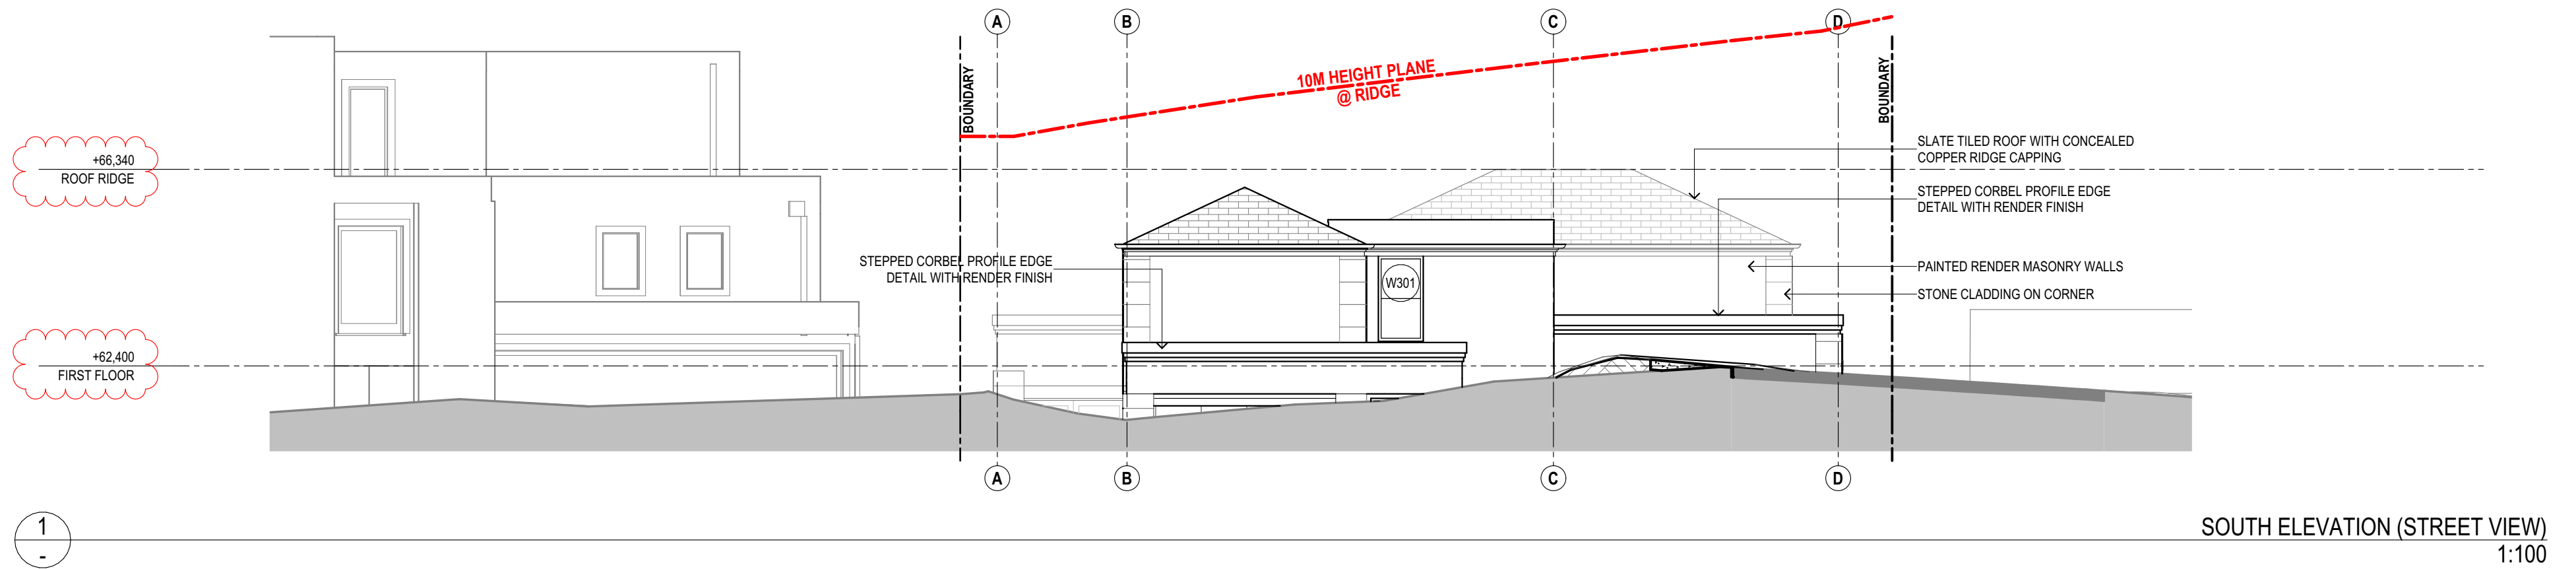 A
B
C
D
BOUNDARY
10M HEIGHT PLANE
@ RIDGE
BOUNDARY
SLATE TILED ROOF WITH CONCEALED
COPPER RIDGE CAPPING
+66,340
ROOF RIDGE
STEPPED CORBEL PROFILE EDGE
DETAIL WITH RENDER FINISH
STEPPED CORBEL PROFILE EDGE
DETAIL WITH RENDER FINISH
W301
PAINTED RENDER MASONRY WALLS
STONE CLADDING ON CORNER
+62,400
FIRST FLOOR
A
B
C
D
1
-
SOUTH ELEVATION (STREET VIEW)
1:100